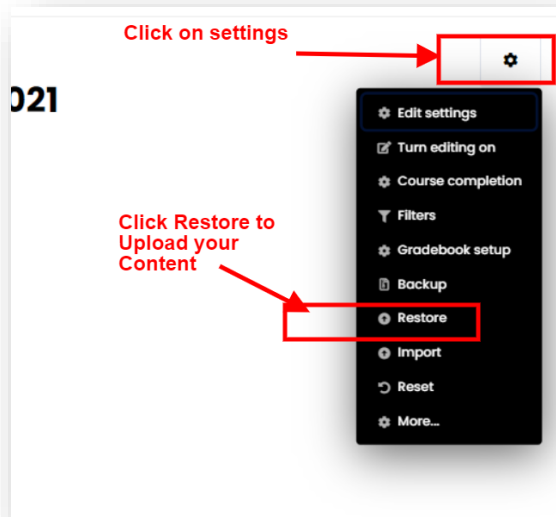 Click on settings
021
Edit settings
Turn editing on
Course completion
Filters
Click Restore to
Upload your
Content
Gradebook setup
Backup
Restore
Import
Reset
More...